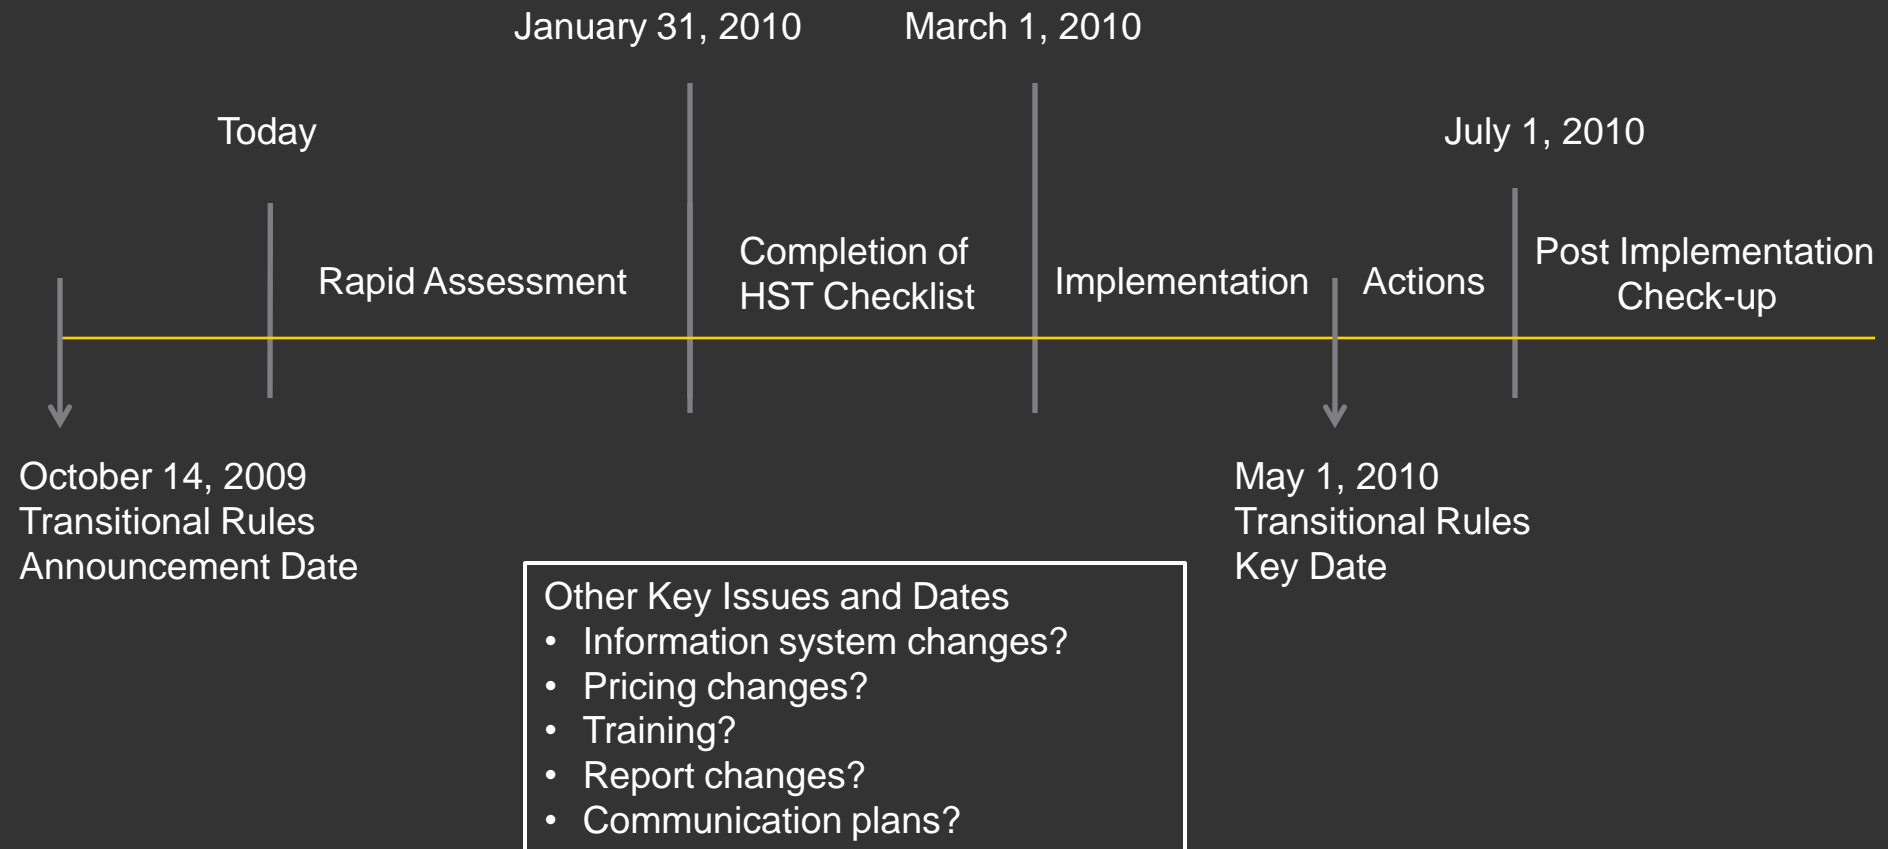 January 31, 2010
March 1, 2010
Today
July 1, 2010
Rapid Assessment
Completion of
HST Checklist
Implementation
Actions
Post Implementation
Check-up
October 14, 2009
Transitional Rules
Announcement Date
May 1, 2010
Transitional Rules
Key Date
Other Key Issues and Dates
• Information system changes?
• Pricing changes?
• Training?
• Report changes?
• Communication plans?